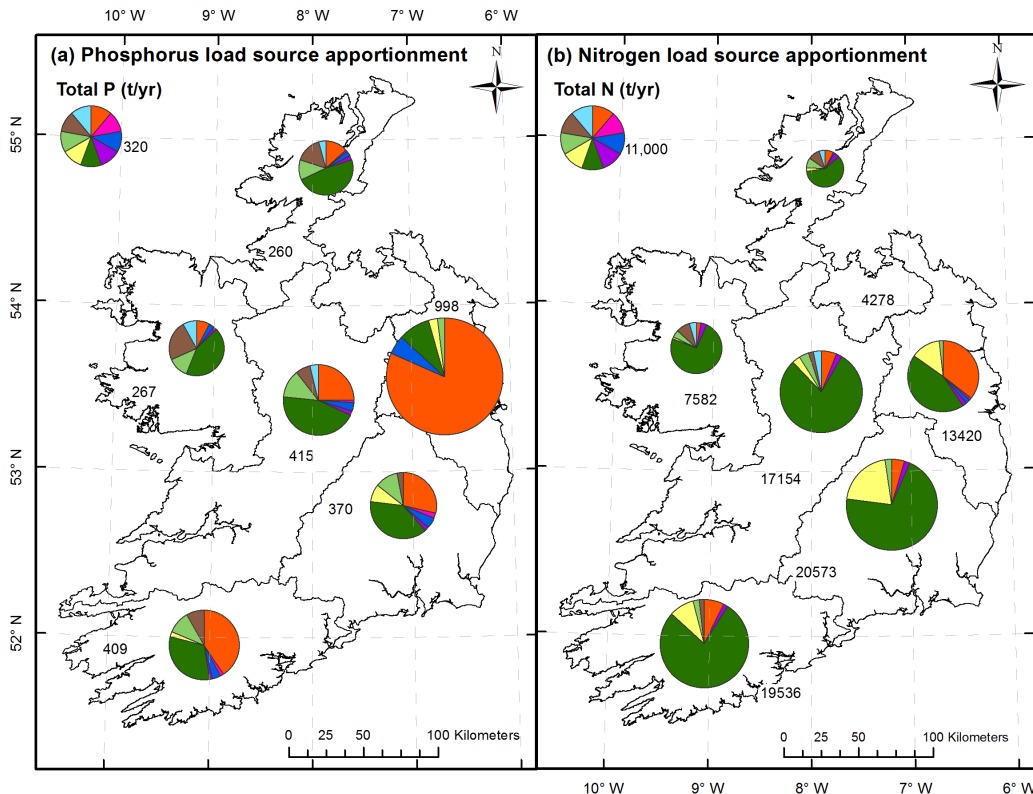 10° W 9° W 8° W 7° W 6° W
(a) Phosphorus load source apportionment
N
Total P (t/yr)
320
260
998
267
415
370
409
0 25 50 100 Kilometers
55° N
54° N
53° N
52° N
(b) Nitrogen load source apportionment
N
Total N (t/yr)
11,000
4278
7582
13420
17154
20573
19536
0 25 50 100 Kilometers
10° W 9° W 8° W 7° W 6° W